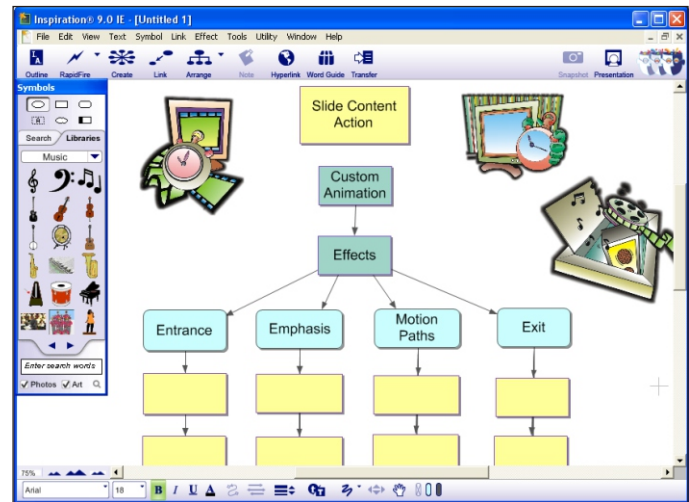 Inspiration® 9.0 IE - [Untitled 1]
File Edit View Text Symbol Link Effect Tools Utility Window Help
Outline RapidFire Create Link Arrange Note Hyperlink Word Guide Transfer Snapshot Presentation
Symbols
Search Libraries
Music
Enter search words
Photos Art
Slide Content
Action
Custom
Animation
Effects
Entrance
Emphasis
Motion
Paths
Exit
75%
Arial 18 B I U A